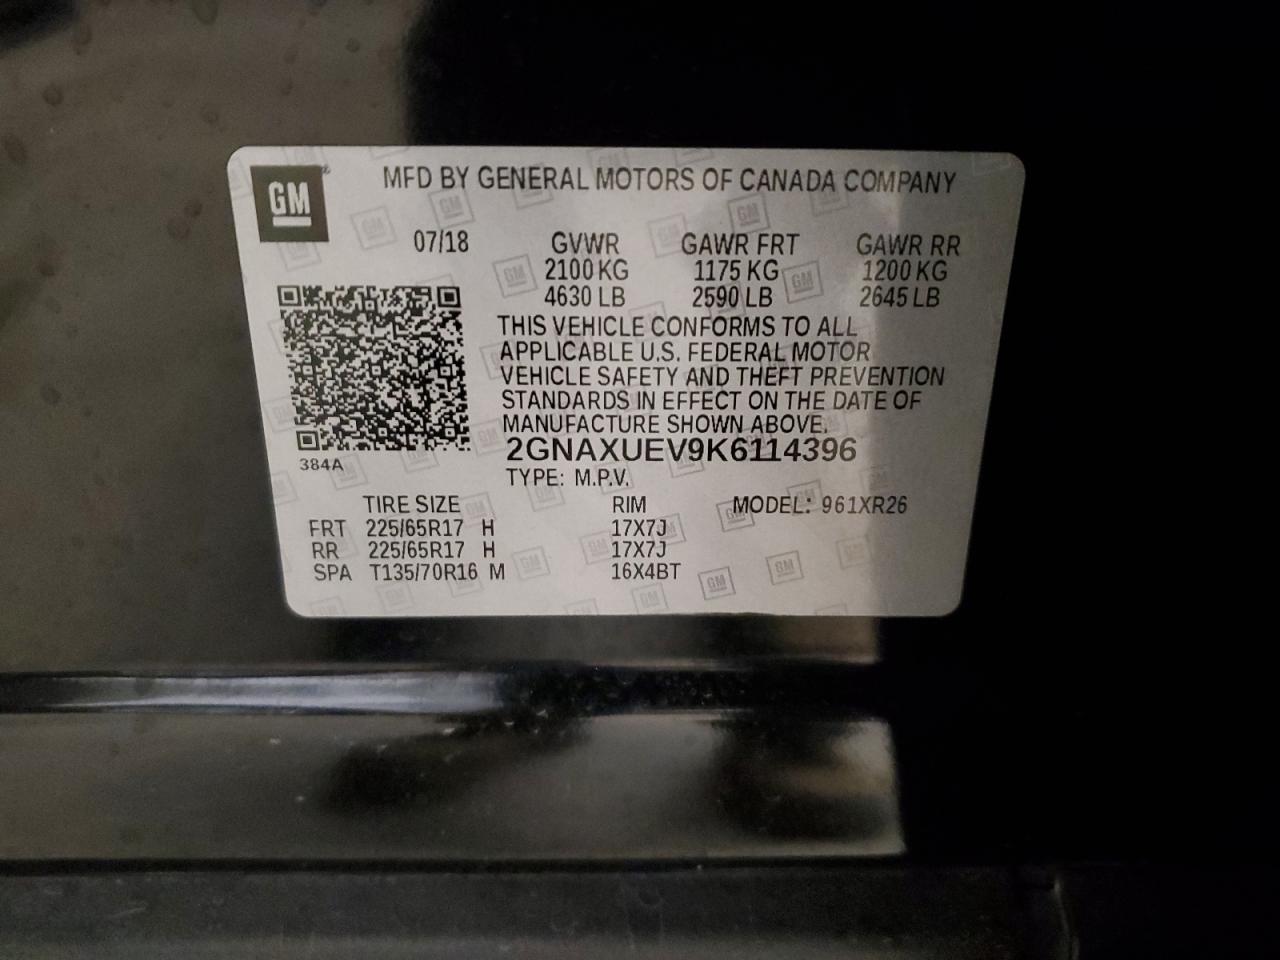 GM
MFD BY GENERAL MOTORS OF CANADA COMPANY
07/18 GVWR GAWR FRT GAWR RR
2100 KG 1175 KG 1200 KG
4630 LB 2590 LB 2645 LB
THIS VEHICLE CONFORMS TO ALL
APPLICABLE U.S. FEDERAL MOTOR
VEHICLE SAFETY AND THEFT PREVENTION
STANDARDS IN EFFECT ON THE DATE OF
MANUFACTURE SHOWN ABOVE.
2GNAXUEV9K6114396
384A
TYPE: M.P.V.
TIRE SIZE RIM MODEL: 961XR26
FRT 225/65R17 H 17X7J
RR 225/65R17 H 17X7J
SPA T135/70R16 M 16X4BT